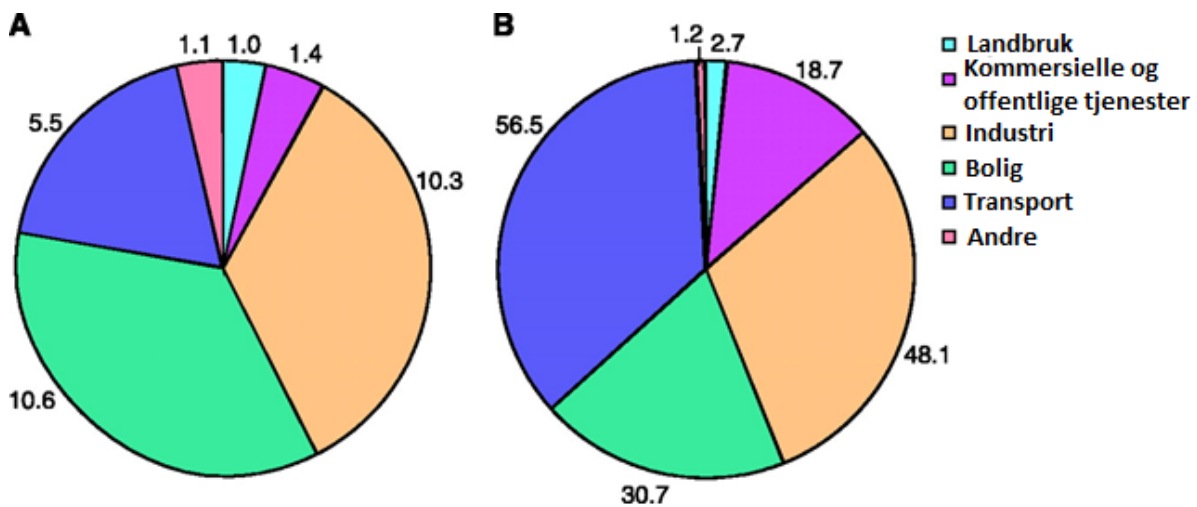 A
1.1
1.0
1.4
5.5
10.3
10.6
B
1.2
2.7
18.7
56.5
48.1
30.7
Landbruk
Kommersielle og
offentlige tjenester
Industri
Bolig
Transport
Andre